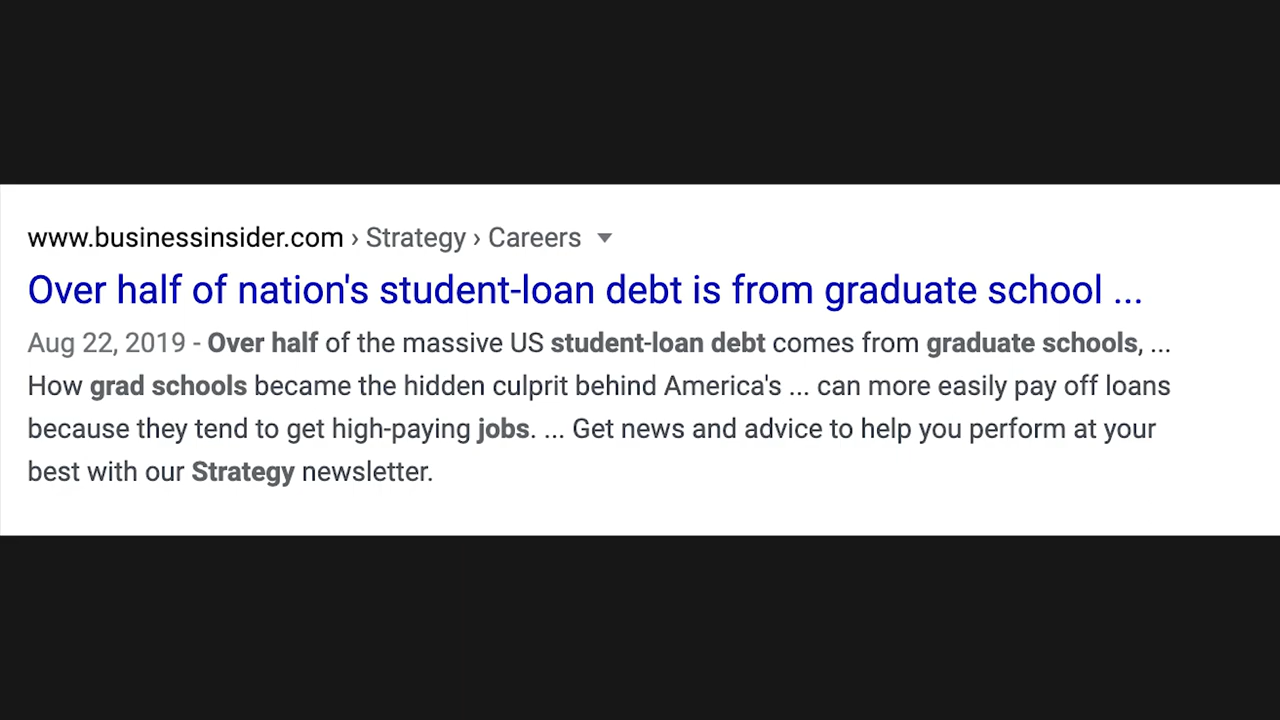 www.businessinsider.com › Strategy › Careers
Over half of nation's student-loan debt is from graduate school ...
Aug 22, 2019 - Over half of the massive US student-loan debt comes from graduate schools, ...
How grad schools became the hidden culprit behind America's ... can more easily pay off loans
because they tend to get high-paying jobs. ... Get news and advice to help you perform at your
best with our Strategy newsletter.